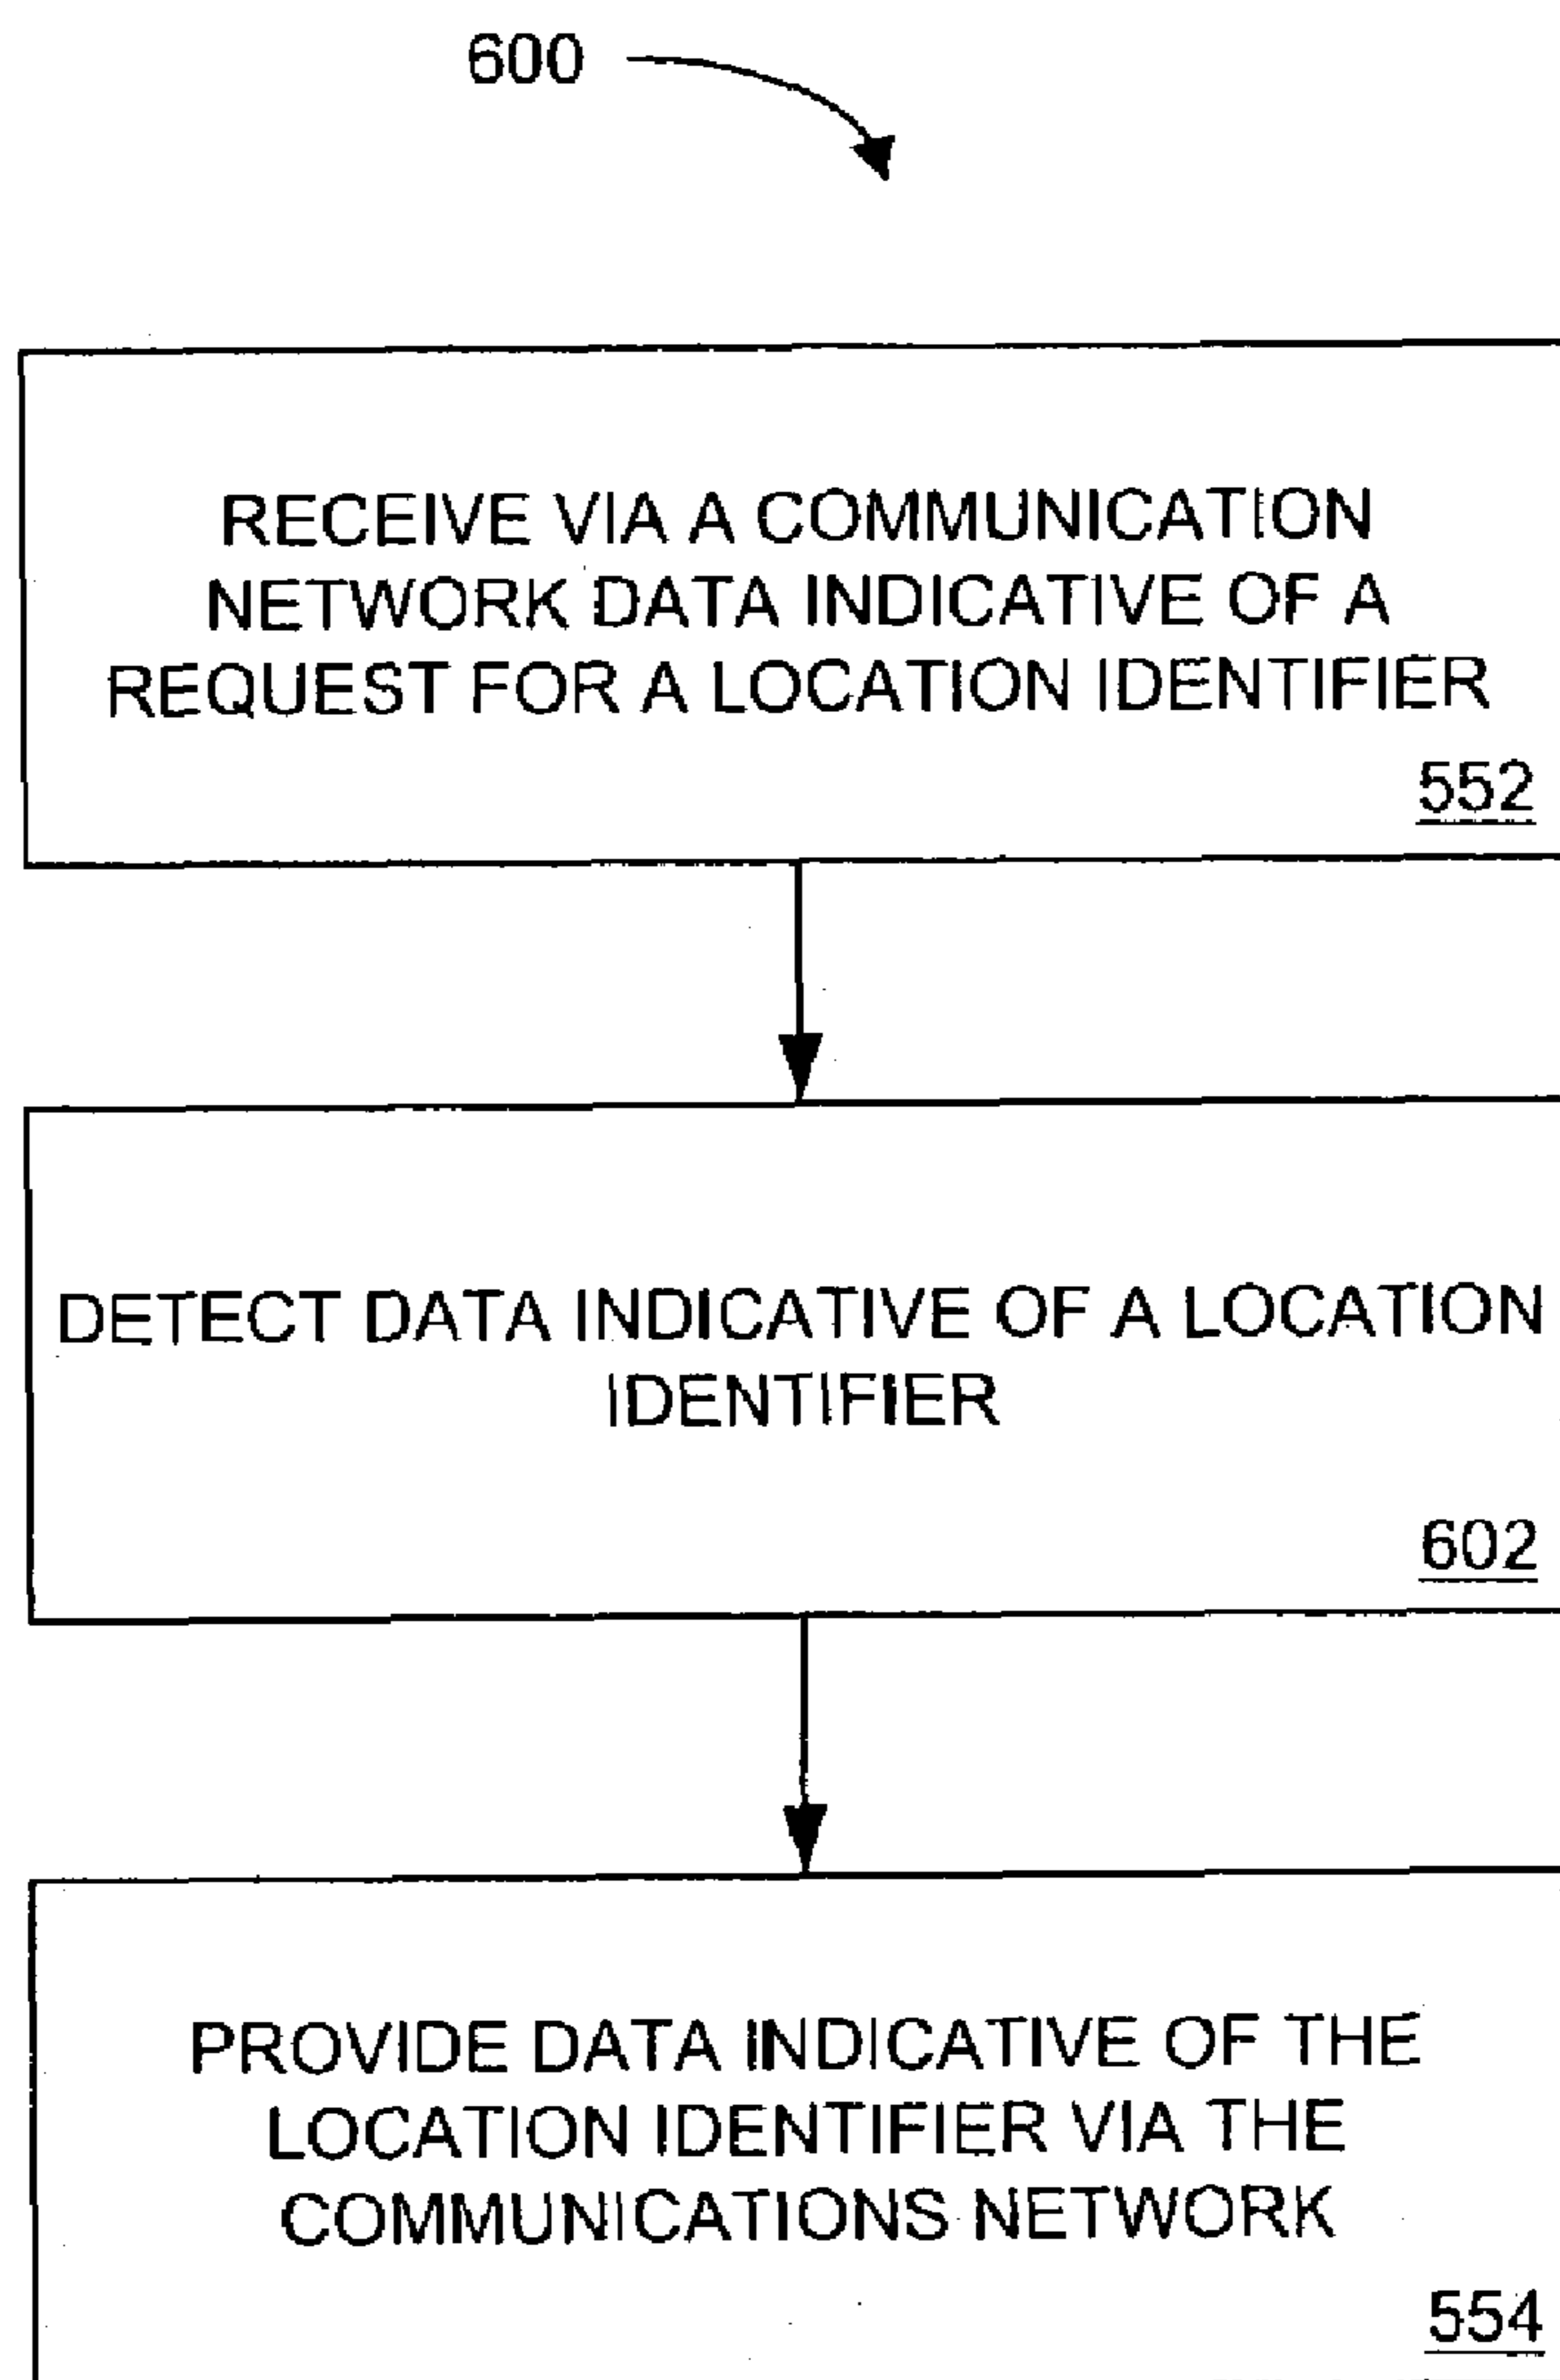 600
RECEIVE VIA A COMMUNICATION
NETWORK DATA INDICATIVE OF A
REQUEST FOR A LOCATION IDENTIFIER
552
DETECT DATA INDICATIVE OF A LOCATION
IDENTIFIER
602
PROVIDE DATA INDICATIVE OF THE
LOCATION IDENTIFIER VIA THE
COMMUNICATIONS NETWORK
554